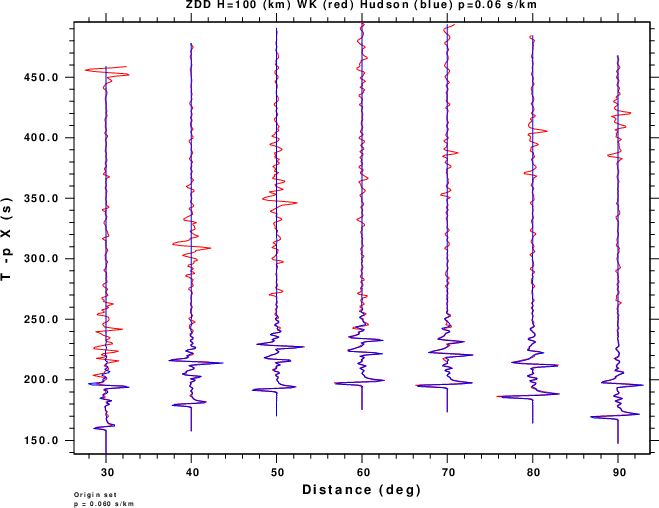 ZDD H=100 (km) WK (red) Hudson (blue) p=0.06 s/km
450.0
400.0
350.0
300.0
250.0
200.0
150.0
T -p X (s)
30 40 50 60 70 80 90
Distance (deg)
Origin set
p = 0.060 s/km